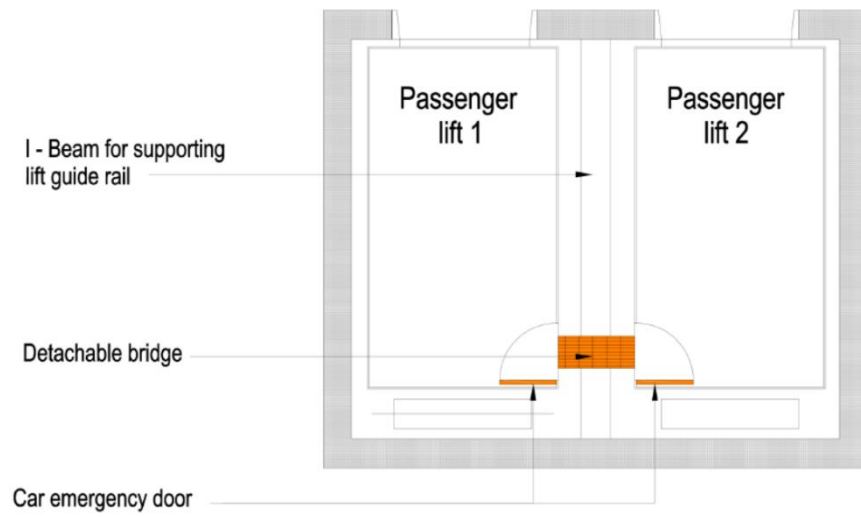 Passenger
lift 1
Passenger
lift 2
I - Beam for supporting
lift guide rail
Detachable bridge
Car emergency door